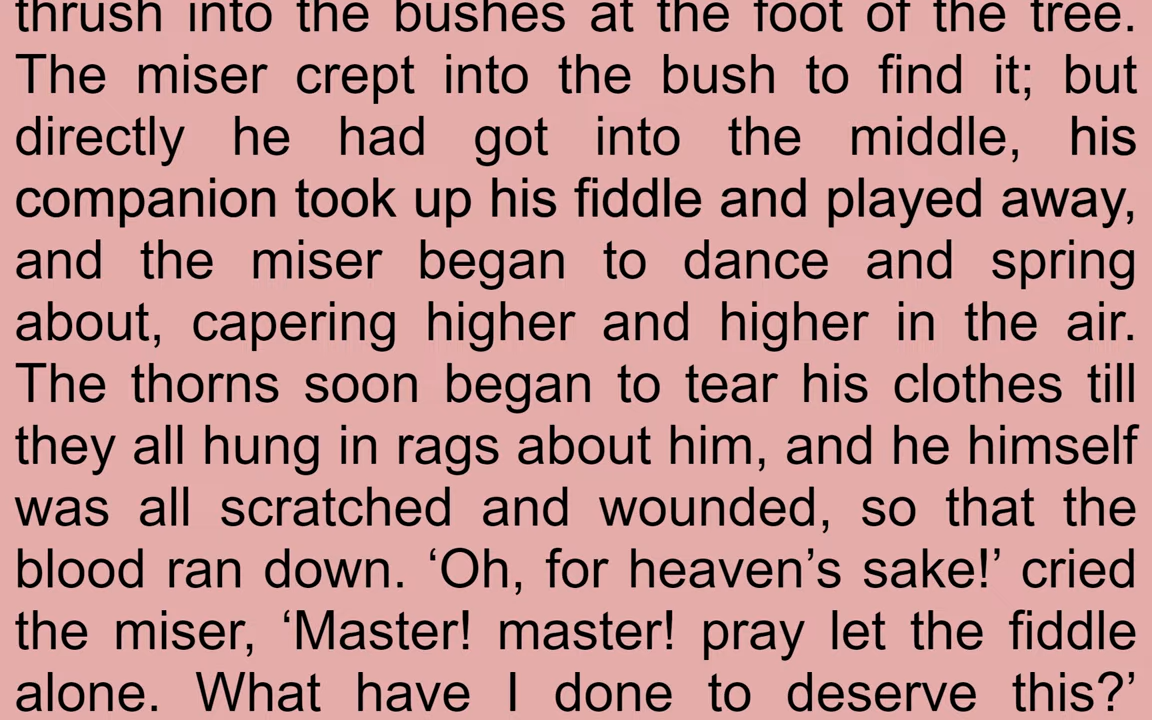 thrush into the bushes at the foot of the tree.
The miser crept into the bush to find it; but
directly he had got into the middle, his
companion took up his fiddle and played away,
and the miser began to dance and spring
about, capering higher and higher in the air.
The thorns soon began to tear his clothes till
they all hung in rags about him, and he himself
was all scratched and wounded, so that the
blood ran down. ‘Oh, for heaven’s sake!’ cried
the miser, ‘Master! master! pray let the fiddle
alone. What have I done to deserve this?’